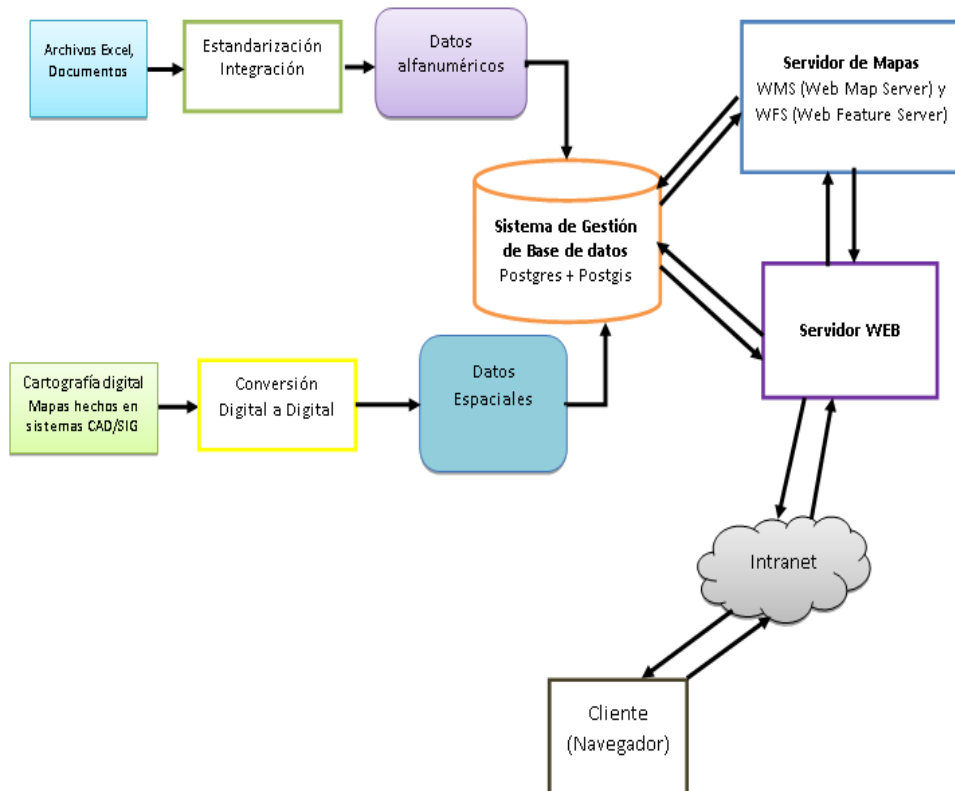 Archivos Excel,
Documentos
Estandarización
Integración
Datos
alfanuméricos
Servidor de Mapas
WMS (Web Map Server) y
WFS (Web Feature Server)
Sistema de Gestión
de Base de datos
Postgres + Postgis
Servidor WEB
Cartografía digital
Mapas hechos en
sistemas CAD/SIG
Conversión
Digital a Digital
Datos
Espaciales
Intranet
Cliente
(Navegador)